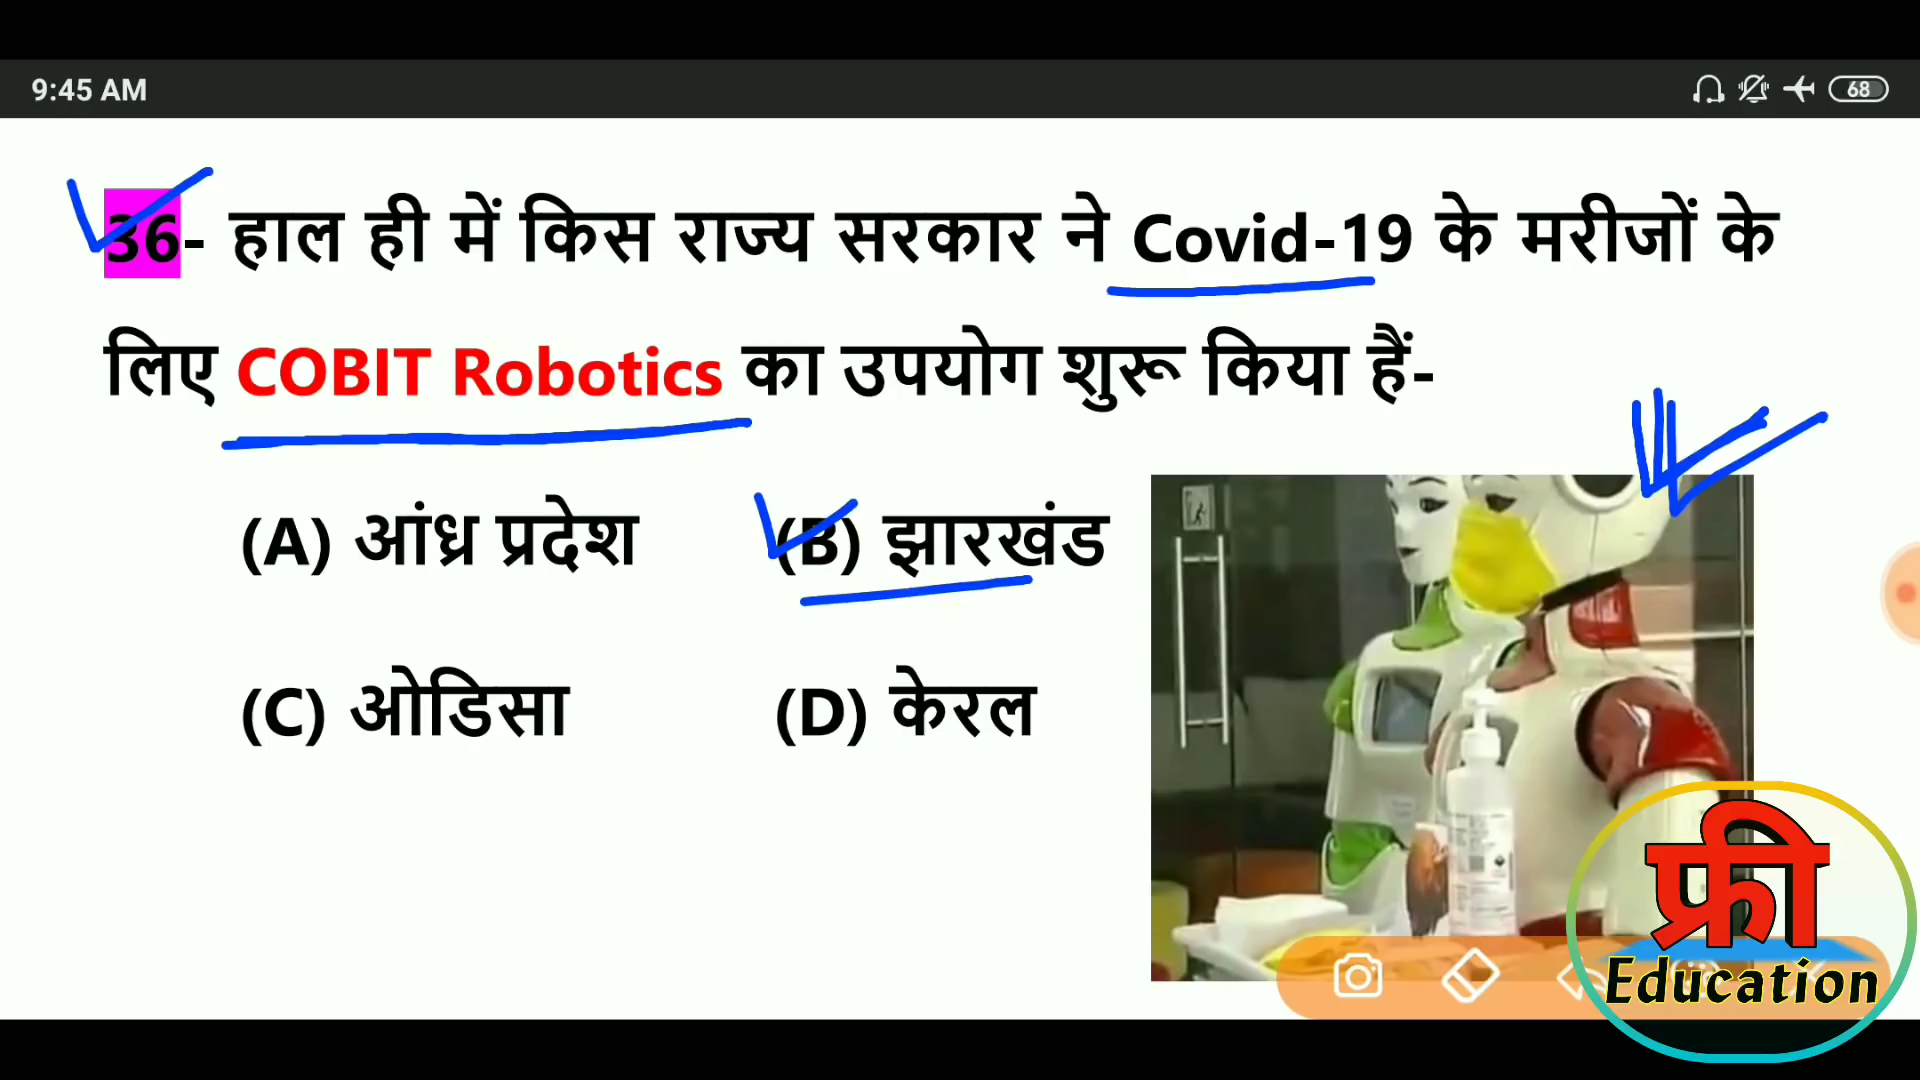 9:45 AM
68
36- हाल ही में किस राज्य सरकार ने Covid-19 के मरीजों के
लिए COBIT Robotics का उपयोग शुरू किया हैं-
(A) आंध्र प्रदेश (B) झारखंड
(C) ओडिसा (D) केरल
फ्री
Education